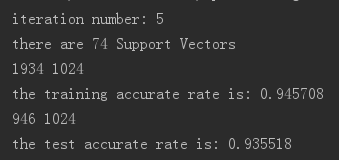 iteration number: 5
there are 74 Support Vectors
1934 1024
the training accurate rate is: 0.945708
946 1024
the test accurate rate is: 0.935518